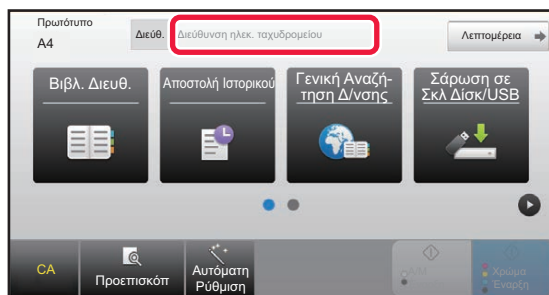 Πρωτότυπο
A4
Διεύθ.
Διεύθυνση ηλεκ. ταχυδρομείου
Λεπτομέρεια
Βιβλ. Διευθ.
Αποστολή Ιστορικού
Γενική Αναζή-
τηση Δ/νσης
Σάρωση σε
Σκλ Δίσκ/USB
CA
Προεπισκόπ
Αυτόματη
Ρύθμιση
Χρώμα
Έναρξη